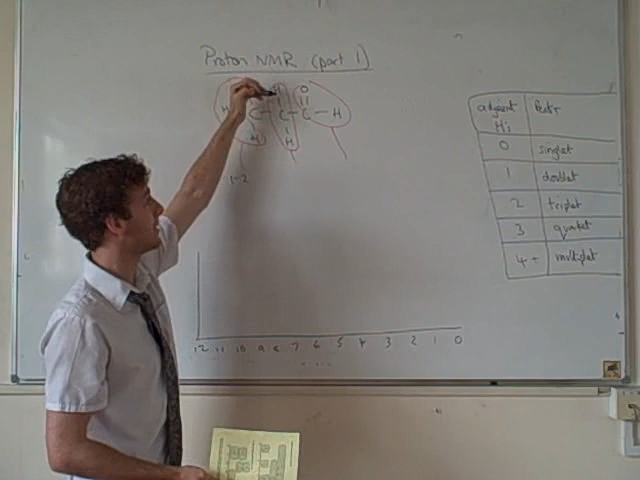 Proton NMR (part 1)
H O
H C - C - C - H
H H
1-2
adjacent H's
0 singlet
1 doublet
2 triplet
3 quartet
4+ multiplet
12 11 10 9 8 7 6 5 4 3 2 1 0